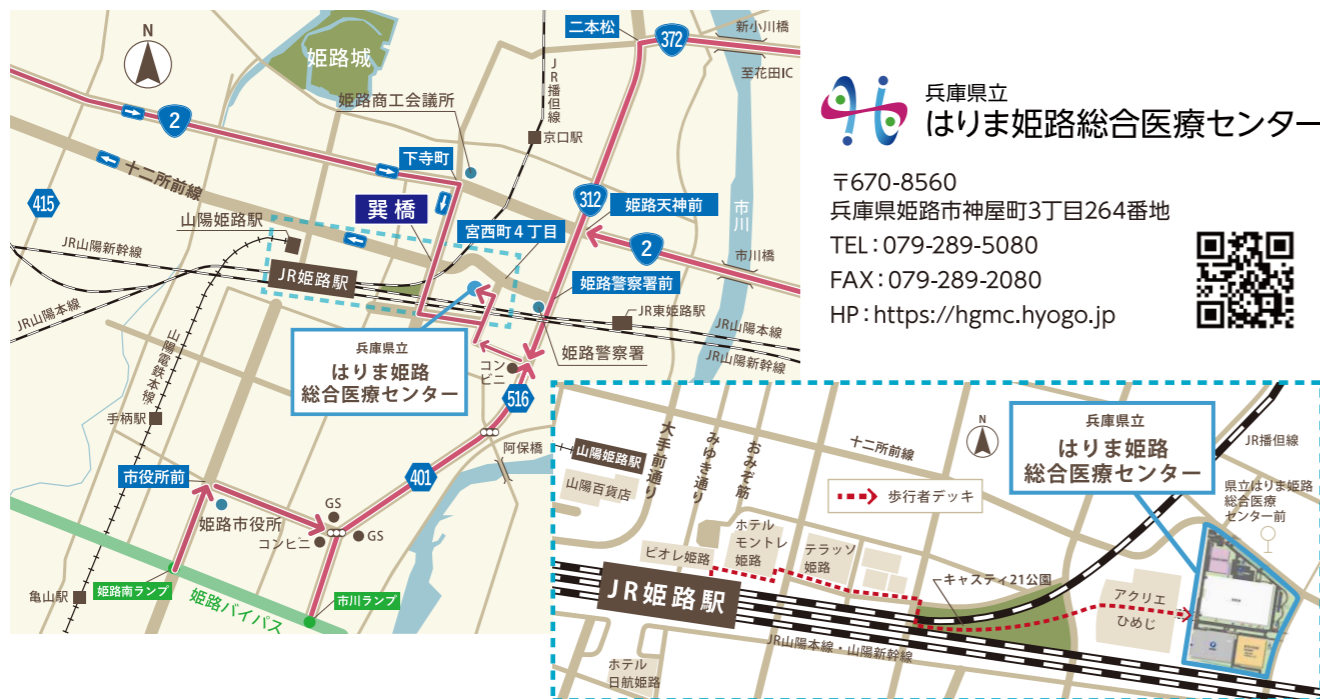 N
姫路城
二本松
372
新小川橋
至花田IC
JR播但線
姫路商工会議所
京口駅
2
十二所前線
下寺町
415
巽橋
312
姫路天神前
山陽姫路駅
宮西町4丁目
2
市川
JR山陽新幹線
JR姫路駅
姫路警察署前
市川橋
JR山陽本線
JR東姫路駅
JR山陽本線
JR山陽新幹線
山陽電鉄本線
兵庫県立
はりま姫路
総合医療センター
コン
ビニ
姫路警察署
516
手柄駅
阿保橋
市役所前
401
姫路市役所
GS
コンビニ
GS
亀山駅
姫路南ランプ
姫路バイパス
市川ランプ
兵庫県立
はりま姫路総合医療センター
〒670-8560
兵庫県姫路市神屋町3丁目264番地
TEL:079-289-5080
FAX:079-289-2080
HP:https://hgmc.hyogo.jp
山陽姫路駅
山陽百貨店
大手前通り
みゆき通り
おみぞ筋
十二所前線
N
兵庫県立
はりま姫路
総合医療センター
JR播但線
歩行者デッキ
県立はりま姫路
総合医療
センター前
ピオレ姫路
ホテル
モントレ
姫路
テラッソ
姫路
キャスティ21公園
JR姫路駅
アクリエ
ひめじ
JR山陽本線・山陽新幹線
ホテル
日航姫路